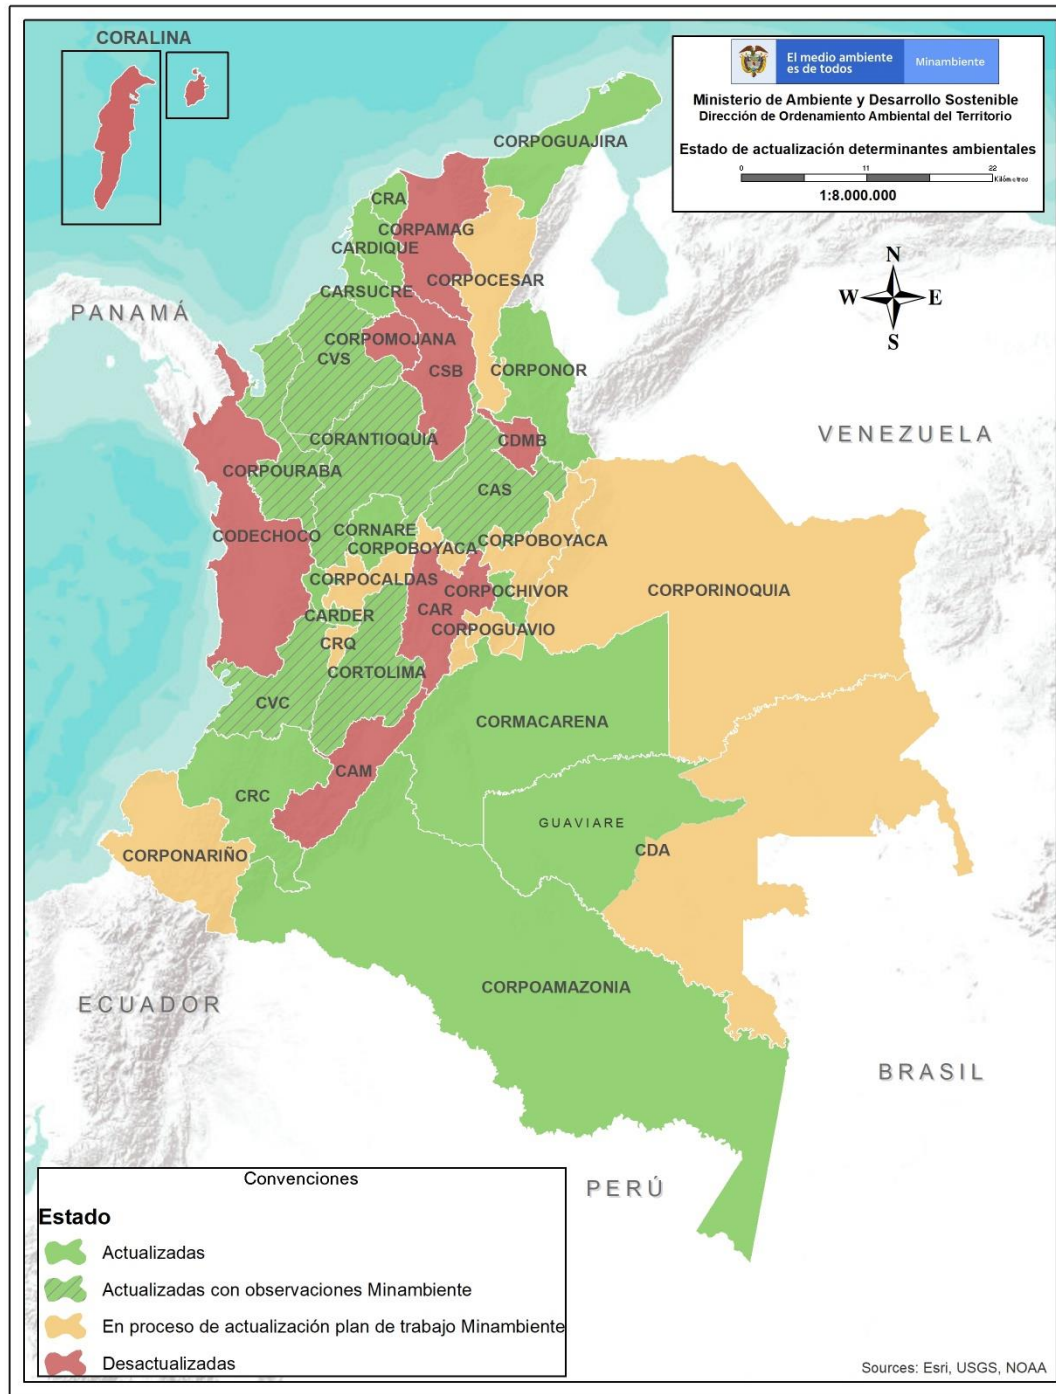 CORALINA
El medio ambiente
es de todos
Minambiente
Ministerio de Ambiente y Desarrollo Sostenible
Dirección de Ordenamiento Ambiental del Territorio
Estado de actualización determinantes ambientales
0 11 22
Kilómetros
1:8.000.000
CORPOGUAJIRA
CRA
CORPAMAG
CARDIQUE
N
W E
S
CORPOCESAR
CARSUCRE
PANAMÁ
CORPOMOJANA
CVS
CSB
CORPONOR
VENEZUELA
CORANTIOQUIA
CDMB
CORPOURABA
CAS
CODECHOCO
CORNARE
CORPOBOYACA
CORPOBOYACA
CORPOCALDAS
CORPOCHIVOR
CORPORINOQUIA
CARDER
CAR
CORPOGUAVIO
CRQ
CORTOLIMA
CVC
CORMACARENA
CAM
CRC
GUAVIARE
CORPONARIÑO
CDA
CORPOAMAZONIA
ECUADOR
BRASIL
PERÚ
Convenciones
Estado
Actualizadas
Actualizadas con observaciones Minambiente
En proceso de actualización plan de trabajo Minambiente
Desactualizadas
Sources: Esri, USGS, NOAA